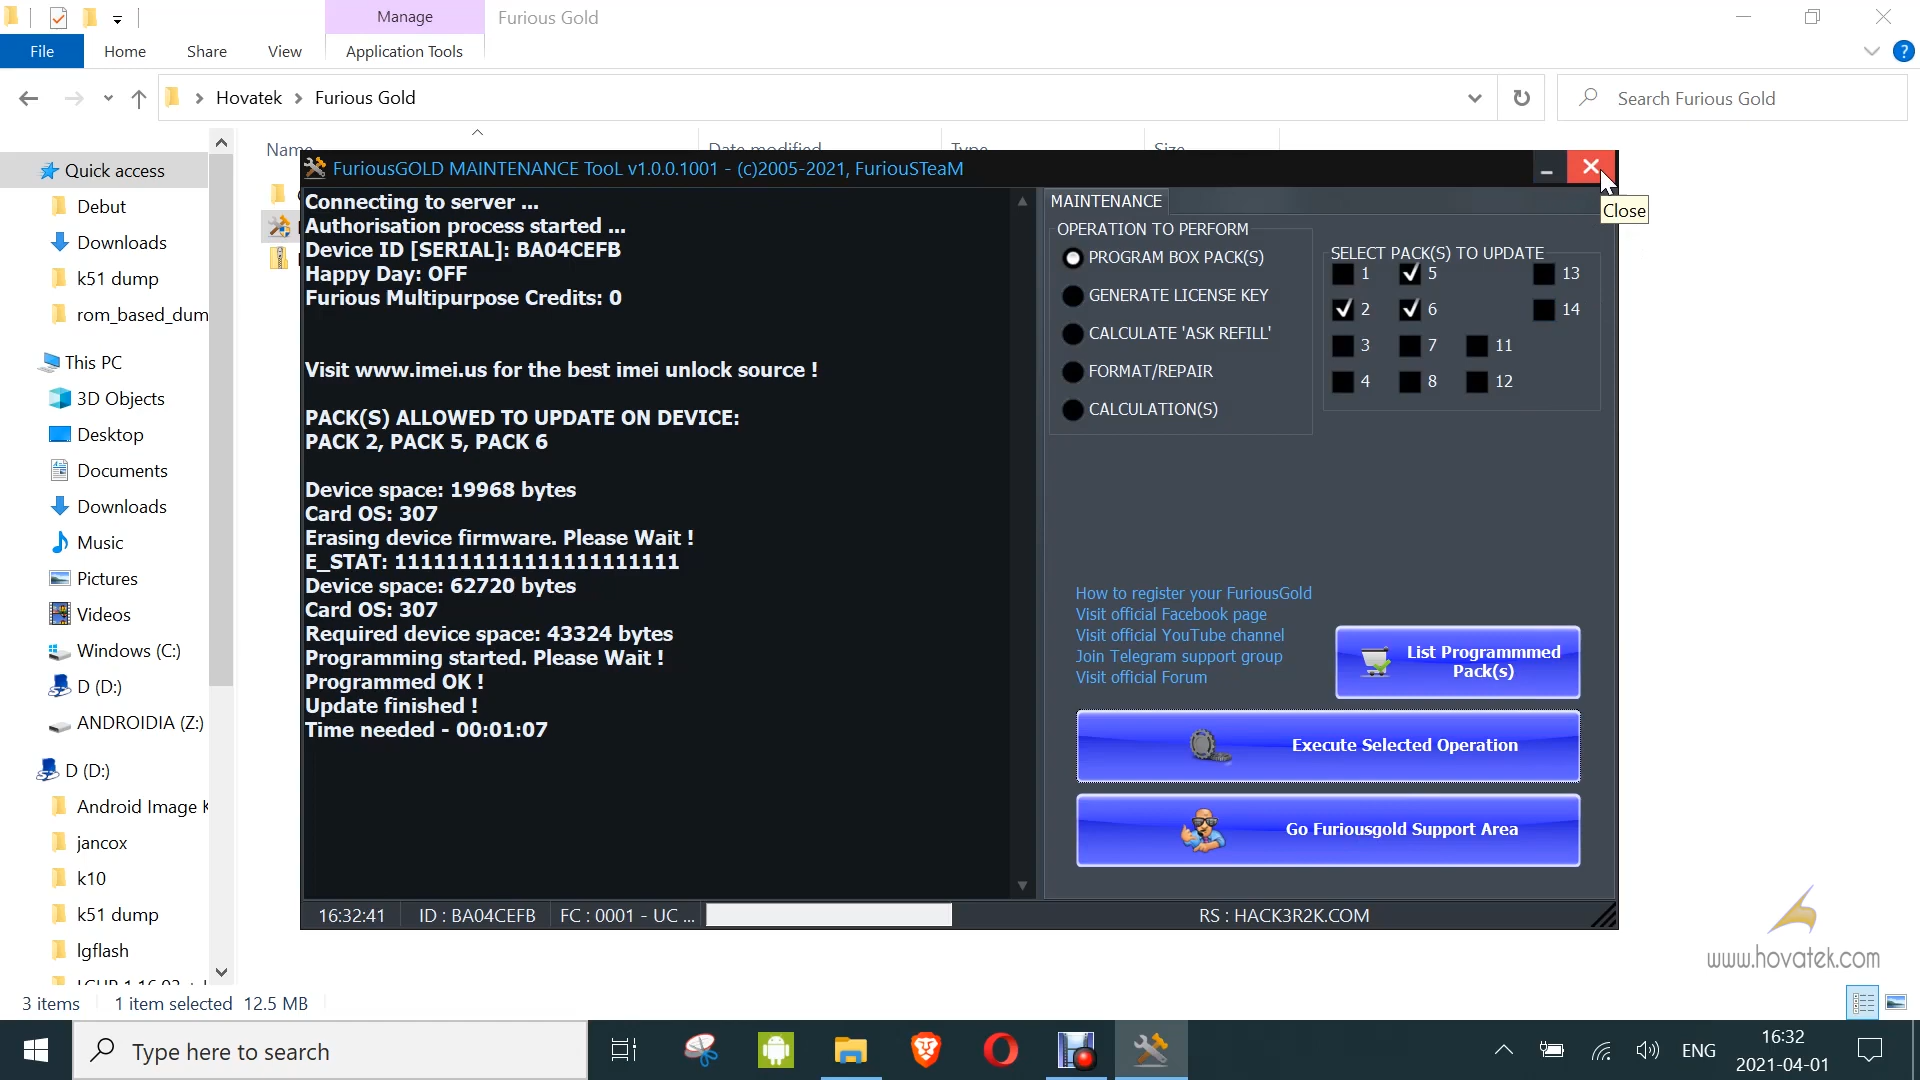 Manage
Furious Gold
File
Home
Share
View
Application Tools
Hovatek
Furious Gold
Search Furious Gold
Name
Date modified
Type
Size
Quick access
Debut
Downloads
k51 dump
rom_based_dum
This PC
3D Objects
Desktop
Documents
Downloads
Music
Pictures
Videos
Windows (C:)
D (D:)
ANDROIDIA (Z:)
D (D:)
Android Image K
jancox
k10
k51 dump
lgflash
FuriousGOLD MAINTENANCE TooL v1.0.0.1001 - (c)2005-2021, FuriouSTeaM
Close
Connecting to server ...
Authorisation process started ...
Device ID [SERIAL]: BA04CEFB
Happy Day: OFF
Furious Multipurpose Credits: 0
Visit www.imei.us for the best imei unlock source !
PACK(S) ALLOWED TO UPDATE ON DEVICE:
PACK 2, PACK 5, PACK 6
Device space: 19968 bytes
Card OS: 307
Erasing device firmware. Please Wait !
E_STAT: 1111111111111111111111
Device space: 62720 bytes
Card OS: 307
Required device space: 43324 bytes
Programming started. Please Wait !
Programmed OK !
Update finished !
Time needed - 00:01:07
MAINTENANCE
OPERATION TO PERFORM
PROGRAM BOX PACK(S)
GENERATE LICENSE KEY
CALCULATE 'ASK REFILL'
FORMAT/REPAIR
CALCULATION(S)
SELECT PACK(S) TO UPDATE
1 5 13
2 6 14
3 7 11
4 8 12
How to register your FuriousGold
Visit official Facebook page
Visit official YouTube channel
Join Telegram support group
Visit official Forum
List Programmmed
Pack(s)
Execute Selected Operation
Go Furiousgold Support Area
16:32:41
ID : BA04CEFB
FC : 0001 - UC ...
RS : HACK3R2K.COM
www.hovatek.com
3 items
1 item selected 12.5 MB
Type here to search
ENG
16:32
2021-04-01